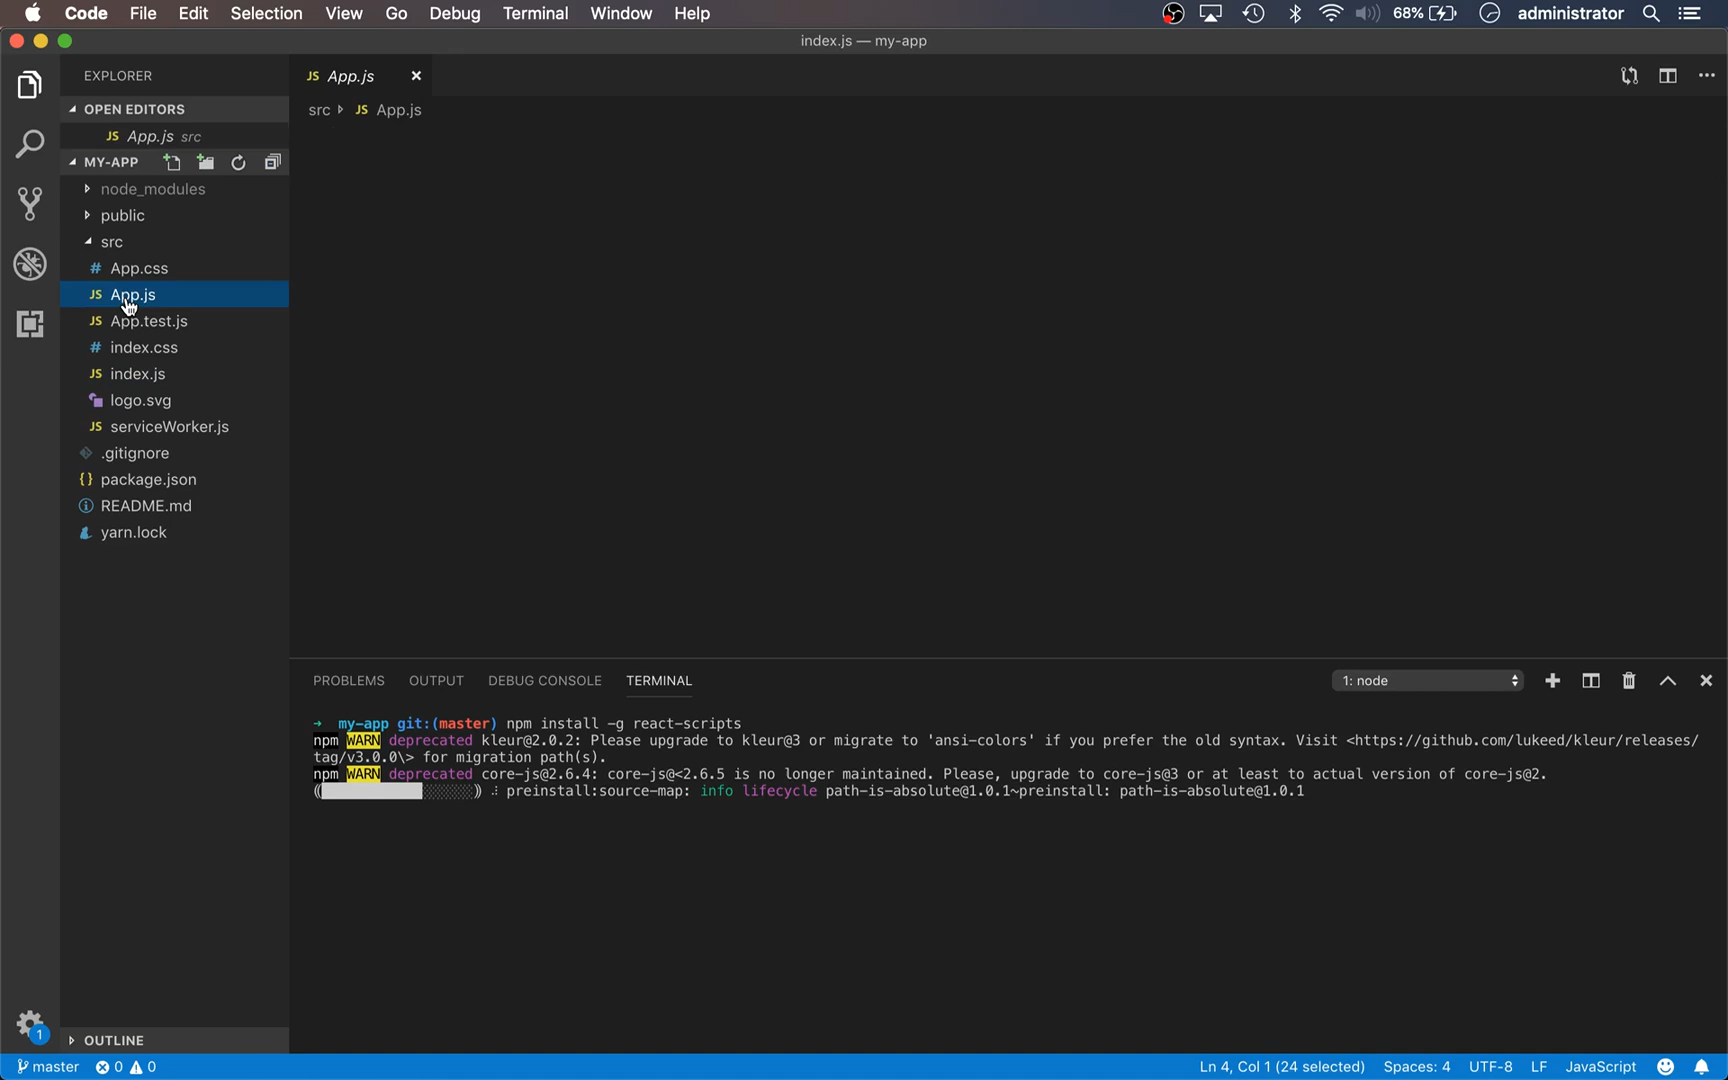 Code File Edit Selection View Go Debug Terminal Window Help 68% administrator
index.js — my-app
EXPLORER
OPEN EDITORS
JS App.js src
MY-APP
node_modules
public
src
# App.css
JS App.js
JS App.test.js
# index.css
JS index.js
logo.svg
JS serviceWorker.js
.gitignore
{} package.json
README.md
yarn.lock
OUTLINE
1
JS App.js
src JS App.js
PROBLEMS OUTPUT DEBUG CONSOLE TERMINAL 1: node
→ my-app git:(master) npm install -g react-scripts
npm WARN deprecated kleur@2.0.2: Please upgrade to kleur@3 or migrate to 'ansi-colors' if you prefer the old syntax. Visit <https://github.com/lukeed/kleur/releases/
tag/v3.0.0\> for migration path(s).
npm WARN deprecated core-js@2.6.4: core-js@<2.6.5 is no longer maintained. Please, upgrade to core-js@3 or at least to actual version of core-js@2.
preinstall:source-map: info lifecycle path-is-absolute@1.0.1~preinstall: path-is-absolute@1.0.1
master 0 0 Ln 4, Col 1 (24 selected) Spaces: 4 UTF-8 LF JavaScript